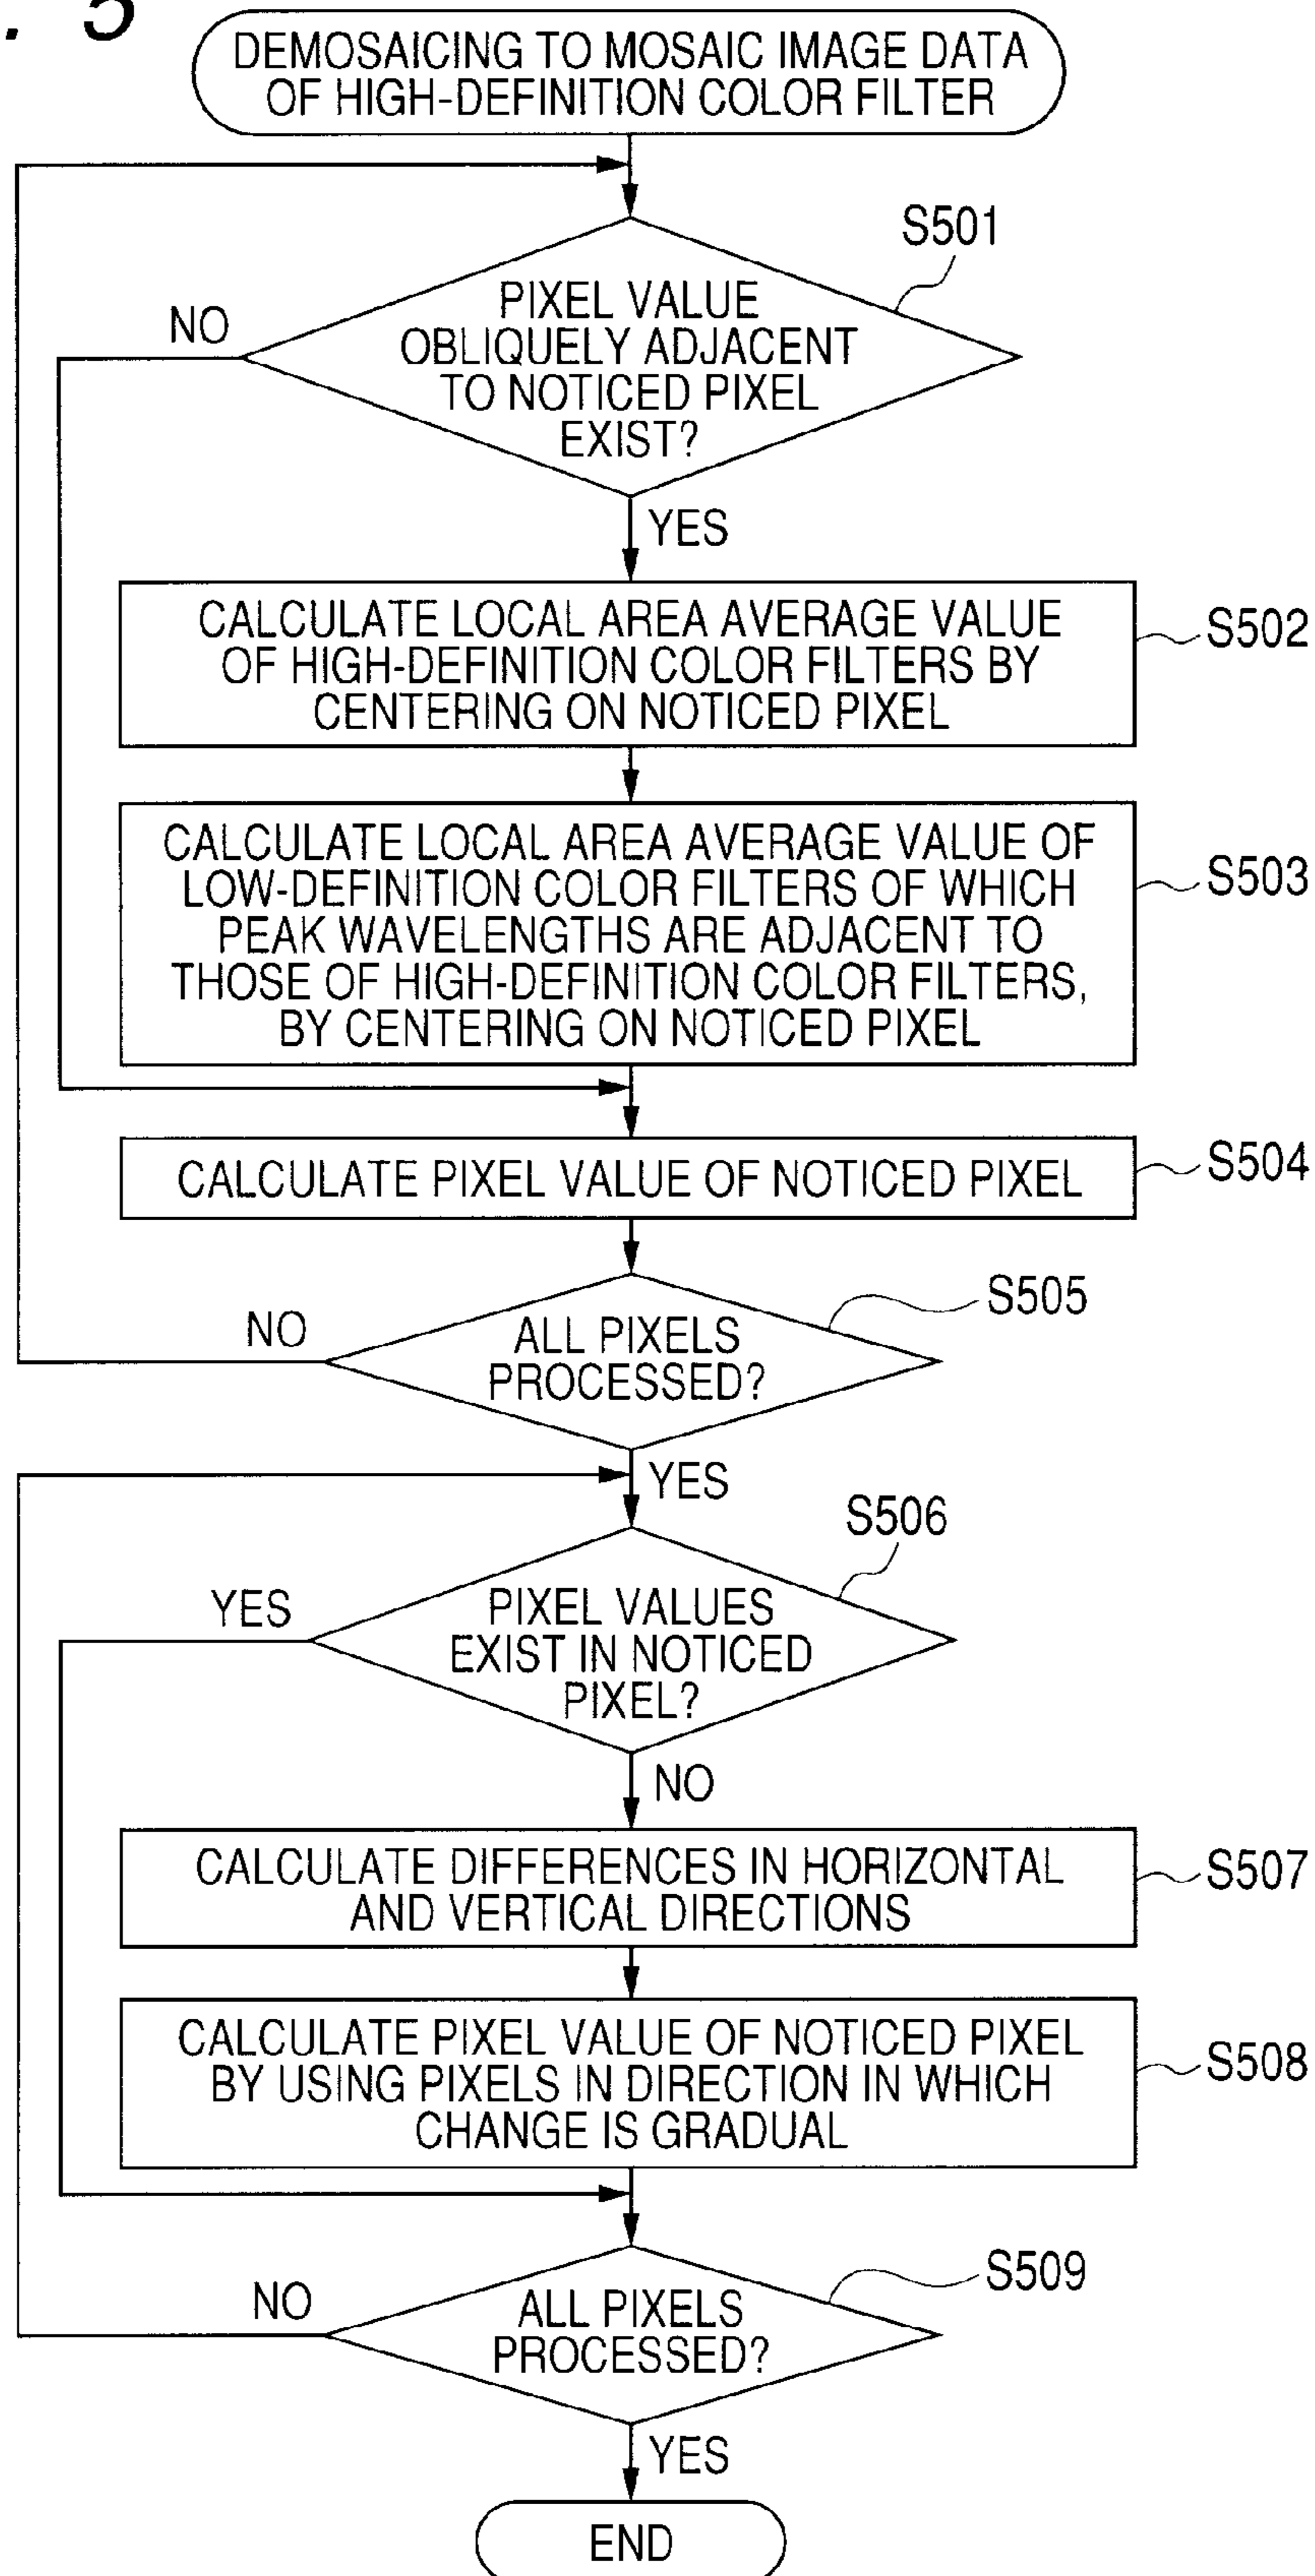 . 5
DEMOSAICING TO MOSAIC IMAGE DATA
OF HIGH-DEFINITION COLOR FILTER
S501
NO
PIXEL VALUE
OBLIQUELY ADJACENT
TO NOTICED PIXEL
EXIST?
YES
CALCULATE LOCAL AREA AVERAGE VALUE
OF HIGH-DEFINITION COLOR FILTERS BY
CENTERING ON NOTICED PIXEL
S502
CALCULATE LOCAL AREA AVERAGE VALUE OF
LOW-DEFINITION COLOR FILTERS OF WHICH
PEAK WAVELENGTHS ARE ADJACENT TO
THOSE OF HIGH-DEFINITION COLOR FILTERS,
BY CENTERING ON NOTICED PIXEL
S503
CALCULATE PIXEL VALUE OF NOTICED PIXEL
S504
S505
NO
ALL PIXELS
PROCESSED?
YES
S506
YES
PIXEL VALUES
EXIST IN NOTICED
PIXEL?
NO
CALCULATE DIFFERENCES IN HORIZONTAL
AND VERTICAL DIRECTIONS
S507
CALCULATE PIXEL VALUE OF NOTICED PIXEL
BY USING PIXELS IN DIRECTION IN WHICH
CHANGE IS GRADUAL
S508
S509
NO
ALL PIXELS
PROCESSED?
YES
END